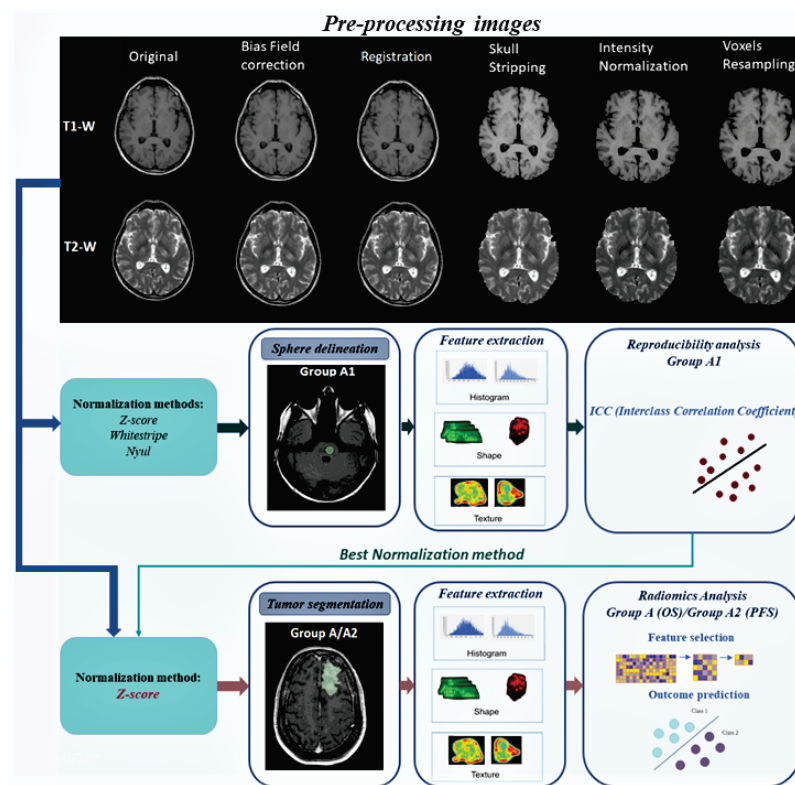 Pre-processing images
Original
Bias Field
correction
Registration
Skull
Stripping
Intensity
Normalization
Voxels
Resampling
T1-W
T2-W
Normalization methods:
Z-score
Whitestripe
Nyul
Sphere delineation
Group A1
Feature extraction
Histogram
Shape
Texture
Reproducibility analysis
Group A1
ICC (Interclass Correlation Coefficient)
Best Normalization method
Normalization method:
Z-score
Tumor segmentation
Group A/A2
Feature extraction
Histogram
Shape
Texture
Radiomics Analysis
Group A (OS)/Group A2 (PFS)
Feature selection
Outcome prediction
Class 1
Class 2